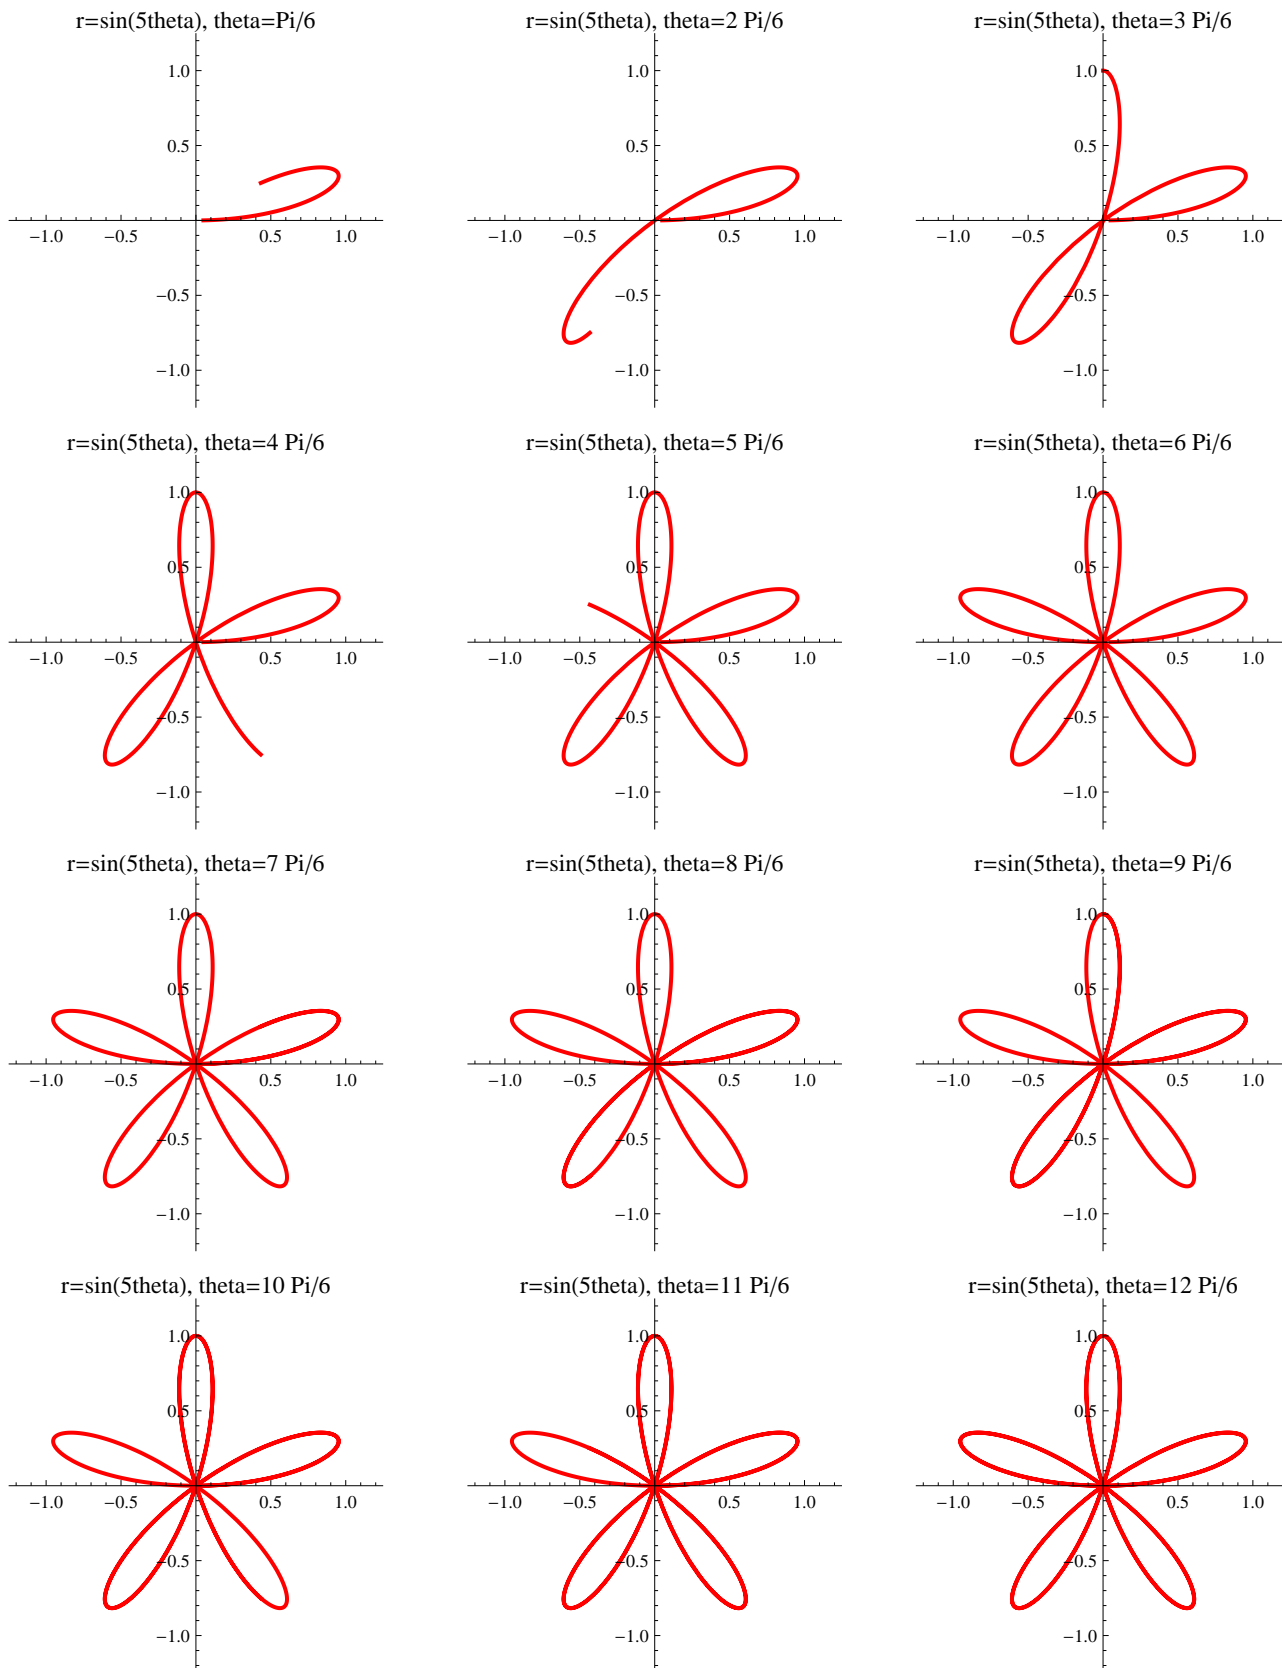 r=sin(5theta), theta=Pi/6
1.0
0.5
−1.0 −0.5 0.5 1.0
−0.5
−1.0
r=sin(5theta), theta=2 Pi/6
1.0
0.5
−1.0 −0.5 0.5 1.0
−0.5
−1.0
r=sin(5theta), theta=3 Pi/6
1.0
0.5
−1.0 −0.5 0.5 1.0
−0.5
−1.0
r=sin(5theta), theta=4 Pi/6
1.0
0.5
−1.0 −0.5 0.5 1.0
−0.5
−1.0
r=sin(5theta), theta=5 Pi/6
1.0
0.5
−1.0 −0.5 0.5 1.0
−0.5
−1.0
r=sin(5theta), theta=6 Pi/6
1.0
0.5
−1.0 −0.5 0.5 1.0
−0.5
−1.0
r=sin(5theta), theta=7 Pi/6
1.0
0.5
−1.0 −0.5 0.5 1.0
−0.5
−1.0
r=sin(5theta), theta=8 Pi/6
1.0
0.5
−1.0 −0.5 0.5 1.0
−0.5
−1.0
r=sin(5theta), theta=9 Pi/6
1.0
0.5
−1.0 −0.5 0.5 1.0
−0.5
−1.0
r=sin(5theta), theta=10 Pi/6
1.0
0.5
−1.0 −0.5 0.5 1.0
−0.5
−1.0
r=sin(5theta), theta=11 Pi/6
1.0
0.5
−1.0 −0.5 0.5 1.0
−0.5
−1.0
r=sin(5theta), theta=12 Pi/6
1.0
0.5
−1.0 −0.5 0.5 1.0
−0.5
−1.0